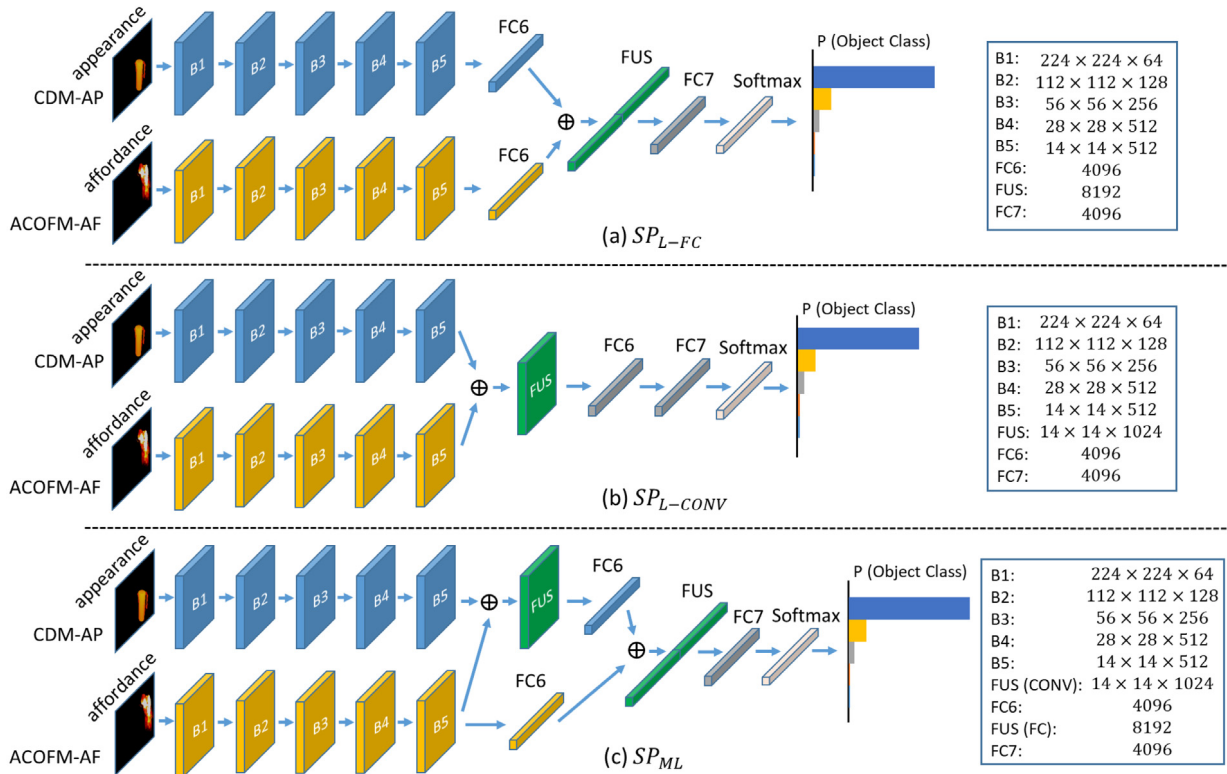 appearance
CDM-AP
B1 B2 B3 B4 B5
FC6
affordance
ACOFM-AF
B1 B2 B3 B4 B5
FC6
⊕
FUS
FC7
Softmax
P (Object Class)
(a) SP_{L−FC}
B1: 224 × 224 × 64
B2: 112 × 112 × 128
B3: 56 × 56 × 256
B4: 28 × 28 × 512
B5: 14 × 14 × 512
FC6: 4096
FUS: 8192
FC7: 4096
appearance
CDM-AP
B1 B2 B3 B4 B5
affordance
ACOFM-AF
B1 B2 B3 B4 B5
⊕
FUS
FC6
FC7
Softmax
P (Object Class)
(b) SP_{L−CONV}
B1: 224 × 224 × 64
B2: 112 × 112 × 128
B3: 56 × 56 × 256
B4: 28 × 28 × 512
B5: 14 × 14 × 512
FUS: 14 × 14 × 1024
FC6: 4096
FC7: 4096
appearance
CDM-AP
B1 B2 B3 B4 B5
⊕
FUS
FC6
affordance
ACOFM-AF
B1 B2 B3 B4 B5
FC6
⊕
FUS
FC7
Softmax
P (Object Class)
(c) SP_{ML}
B1: 224 × 224 × 64
B2: 112 × 112 × 128
B3: 56 × 56 × 256
B4: 28 × 28 × 512
B5: 14 × 14 × 512
FUS (CONV): 14 × 14 × 1024
FC6: 4096
FUS (FC): 8192
FC7: 4096